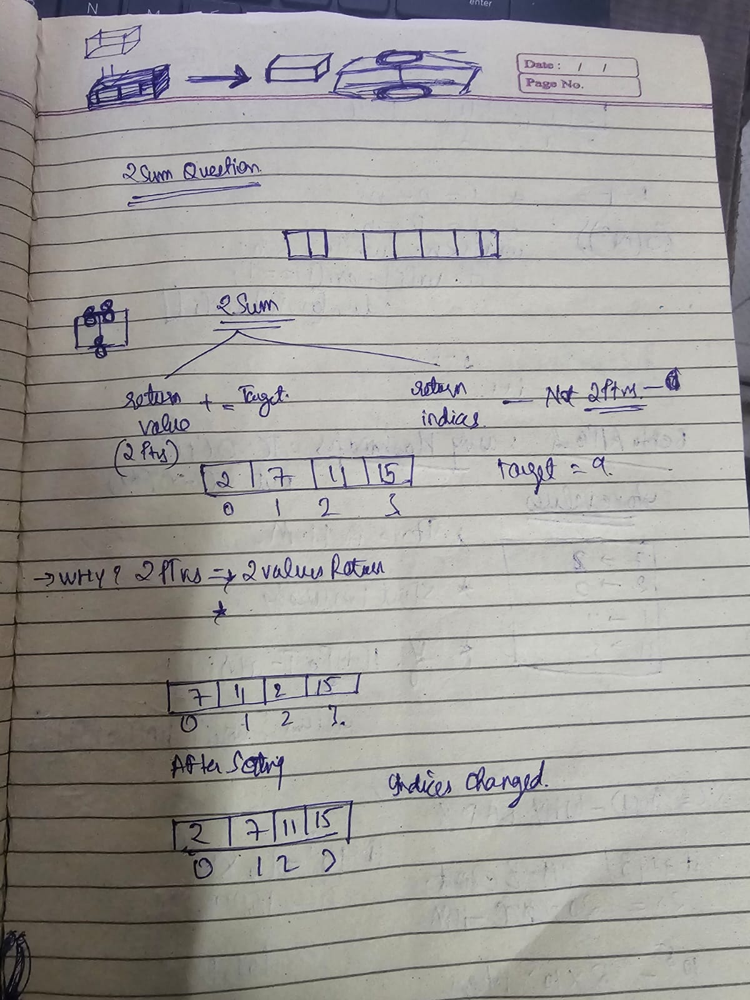 N
M
enter
Date: / /
Page No.
2 Sum Question
2 Sum
return + = Target.
value
(2 Ptrs)
return indices. — Not 2 Ptrs. —
2 7 11 15
Target = 9.
0 1 2 3
→ WHY? 2 PTRS ⇒ 2 values Return
7 11 2 15
0 1 2 3.
After Sorting
Indices Changed.
2 7 11 15
0 1 2 3